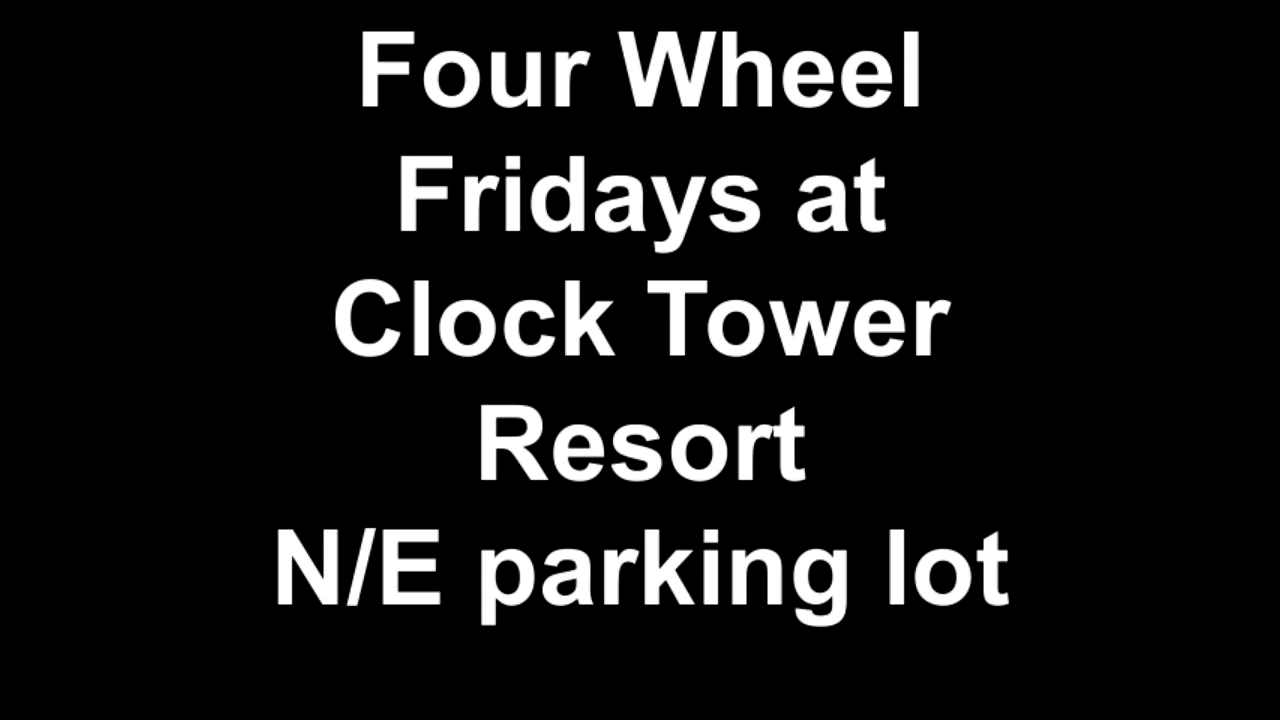 Four Wheel
Fridays at
Clock Tower
Resort
N/E parking lot